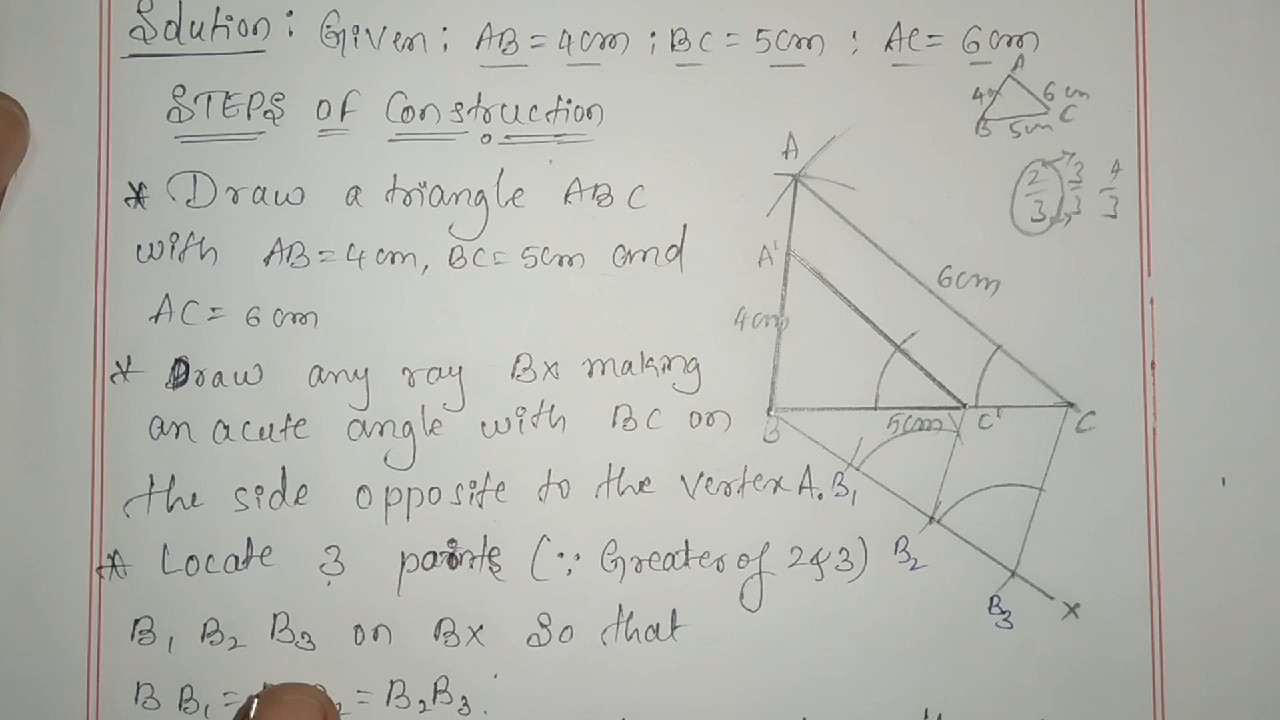 Solution: Given: AB = 4cm ; BC = 5cm ; AC = 6cm
A
4cm
6cm
B
5cm
C
STEPS of Construction
2/3 3/3 4/3
* Draw a triangle ABC
with AB = 4cm, BC = 5cm and
AC = 6cm
* Draw any ray BX making
an acute angle with BC on
the side opposite to the vertex A.
* Locate 3 points (∵ Greater of 2&3)
B1 B2 B3 on BX So that
B B1 = = B2B3.
A
A'
6cm
4cm
B
5cm
C'
C
B1
B2
B3
X